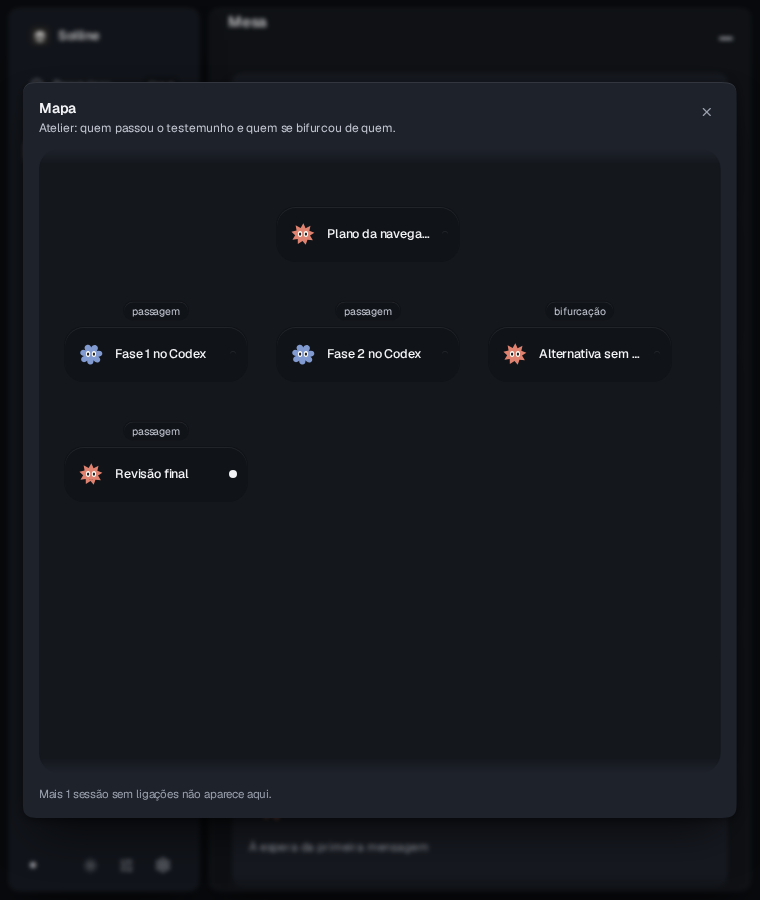 Mesa
Solline
Mapa
Atelier: quem passou o testemunho e quem se bifurcou de quem.
Plano da navega...
passagem
passagem
bifurcação
Fase 1 no Codex
Fase 2 no Codex
Alternativa sem ...
passagem
Revisão final
Mais 1 sessão sem ligações não aparece aqui.
À espera da primeira mensagem